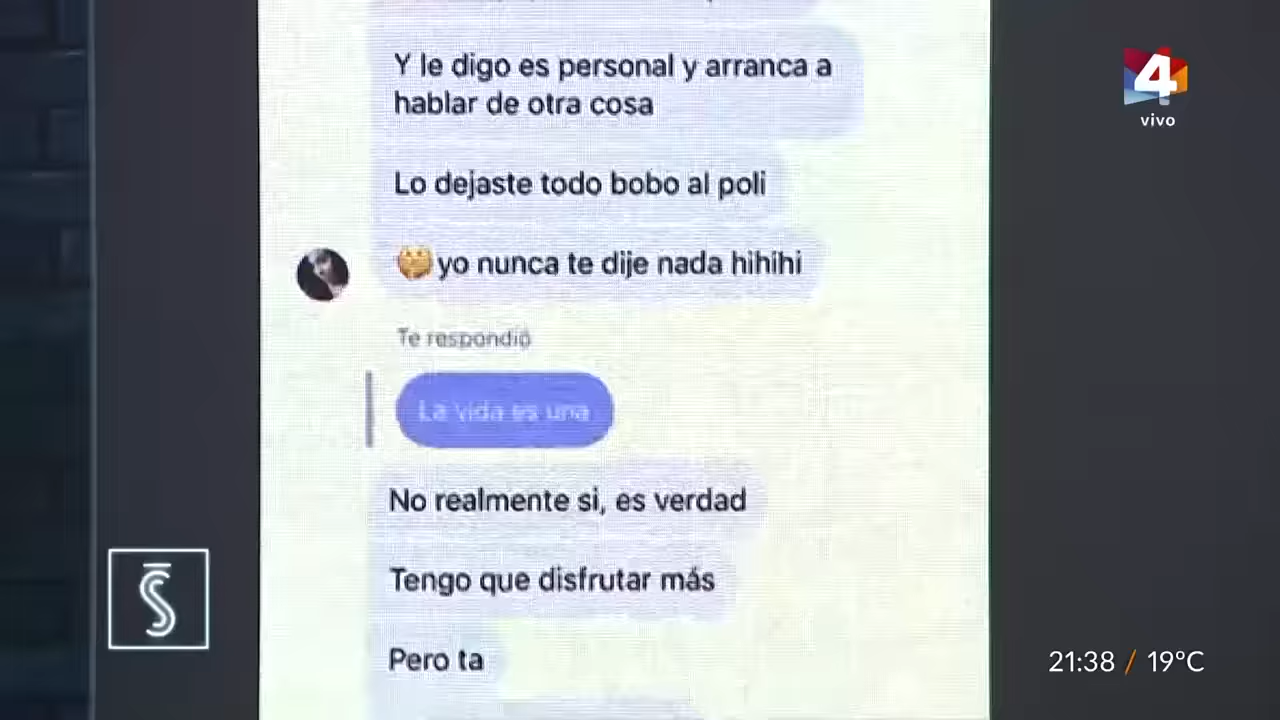 Y le digo es personal y arranca a
hablar de otra cosa
Lo dejaste todo bobo al poli
yo nunca te dije nada hihihi
Te respondió
La vida es una
No realmente si, es verdad
Tengo que disfrutar más
Pero ta
4
vivo
S
21:38 / 19°C